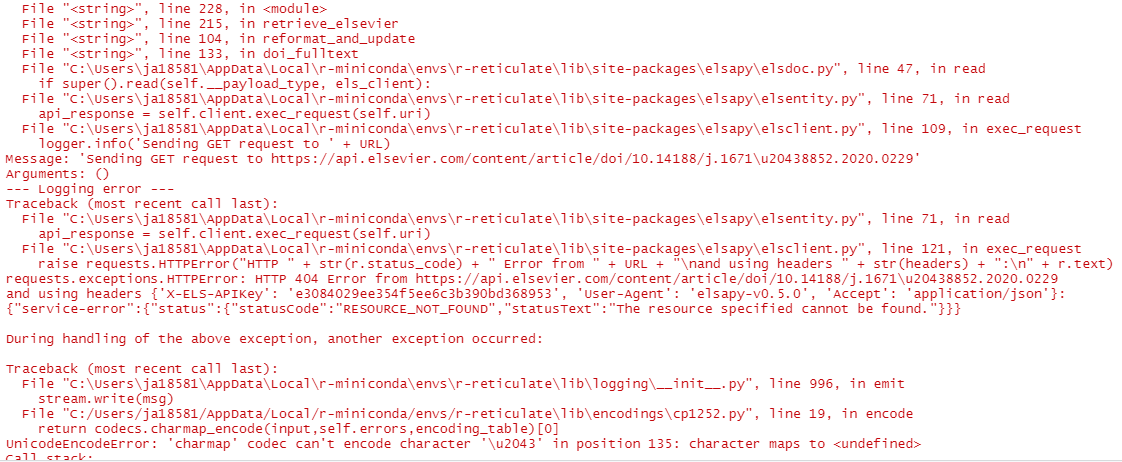 File "<string>", line 228, in <module>
File "<string>", line 215, in retrieve_elsevier
File "<string>", line 104, in reformat_and_update
File "<string>", line 133, in doi_fulltext
File "C:\Users\ja18581\AppData\Local\r-miniconda\envs\r-reticulate\lib\site-packages\elsapy\elsdoc.py", line 47, in read
if super().read(self.__payload_type, els_client):
File "C:\Users\ja18581\AppData\Local\r-miniconda\envs\r-reticulate\lib\site-packages\elsapy\elsentity.py", line 71, in read
api_response = self.client.exec_request(self.uri)
File "C:\Users\ja18581\AppData\Local\r-miniconda\envs\r-reticulate\lib\site-packages\elsapy\elsclient.py", line 109, in exec_request
logger.info('Sending GET request to ' + URL)
Message: 'Sending GET request to https://api.elsevier.com/content/article/doi/10.14188/j.1671\u20438852.2020.0229'
Arguments: ()
--- Logging error ---
Traceback (most recent call last):
File "C:\Users\ja18581\AppData\Local\r-miniconda\envs\r-reticulate\lib\site-packages\elsapy\elsentity.py", line 71, in read
api_response = self.client.exec_request(self.uri)
File "C:\Users\ja18581\AppData\Local\r-miniconda\envs\r-reticulate\lib\site-packages\elsapy\elsclient.py", line 121, in exec_request
raise requests.HTTPError("HTTP " + str(r.status_code) + " Error from " + URL + "\nand using headers " + str(headers) + ":\n" + r.text)
requests.exceptions.HTTPError: HTTP 404 Error from https://api.elsevier.com/content/article/doi/10.14188/j.1671\u20438852.2020.0229
and using headers {'X-ELS-APIKey': 'e3084029ee354f5ee6c3b390bd368953', 'User-Agent': 'elsapy-v0.5.0', 'Accept': 'application/json'}:
{"service-error":{"status":{"statusCode":"RESOURCE_NOT_FOUND","statusText":"The resource specified cannot be found."}}}
During handling of the above exception, another exception occurred:
Traceback (most recent call last):
File "C:\Users\ja18581\AppData\Local\r-miniconda\envs\r-reticulate\lib\logging\__init__.py", line 996, in emit
stream.write(msg)
File "C:/Users/ja18581/AppData/Local/r-miniconda/envs/r-reticulate\lib\encodings\cp1252.py", line 19, in encode
return codecs.charmap_encode(input,self.errors,encoding_table)[0]
UnicodeEncodeError: 'charmap' codec can't encode character '\u2043' in position 135: character maps to <undefined>
Call stack: